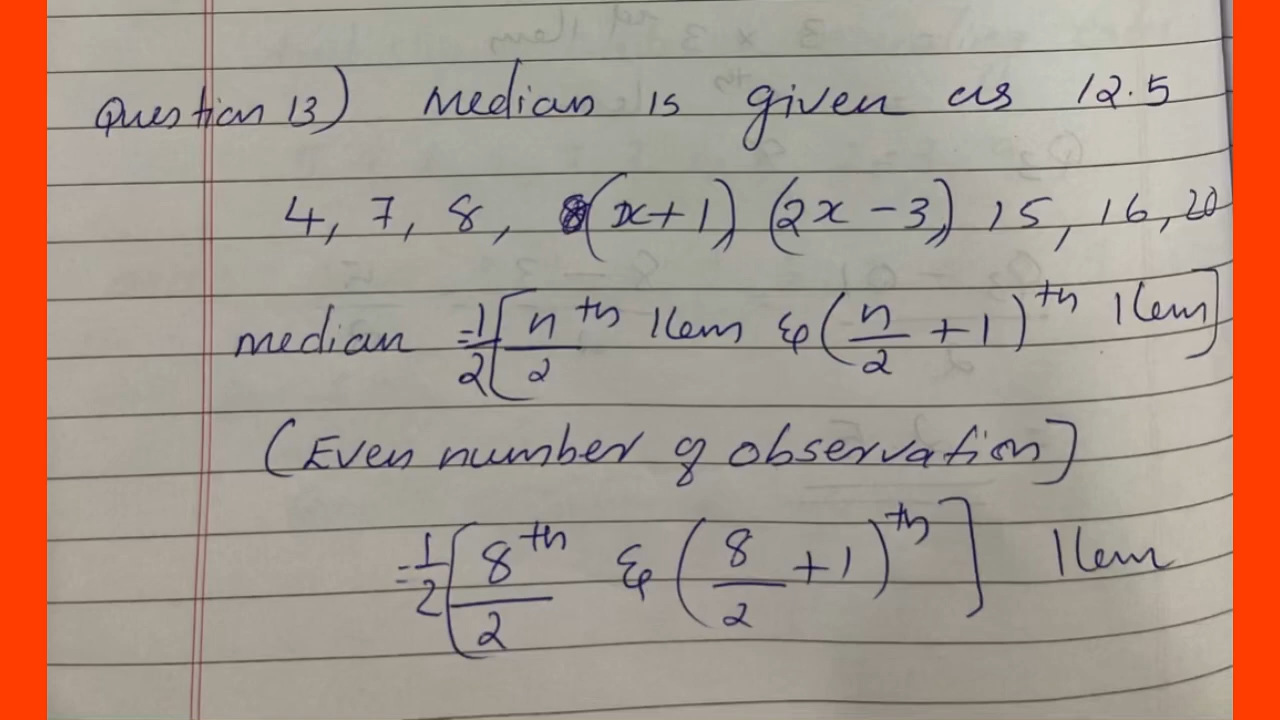 Question 13) Median is given as 12.5
4, 7, 8, (x+1), (2x-3), 15, 16, 20
median = 1/2 [n/2 th Item & (n/2 + 1)th Item]
(Even number of observation)
= 1/2 [8/2 th & (8/2 + 1)th] Item